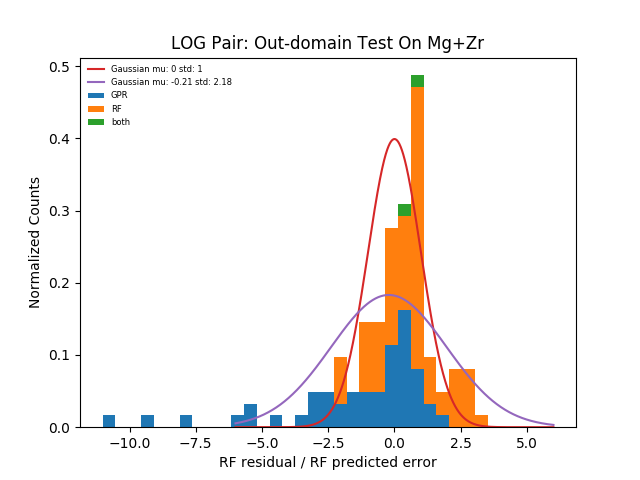 LOG Pair: Out-domain Test On Mg+Zr
Gaussian mu: 0 std: 1
Gaussian mu: -0.21 std: 2.18
GPR
RF
both
Normalized Counts
0.5
0.4
0.3
0.2
0.1
0.0
−10.0 −7.5 −5.0 −2.5 0.0 2.5 5.0
RF residual / RF predicted error